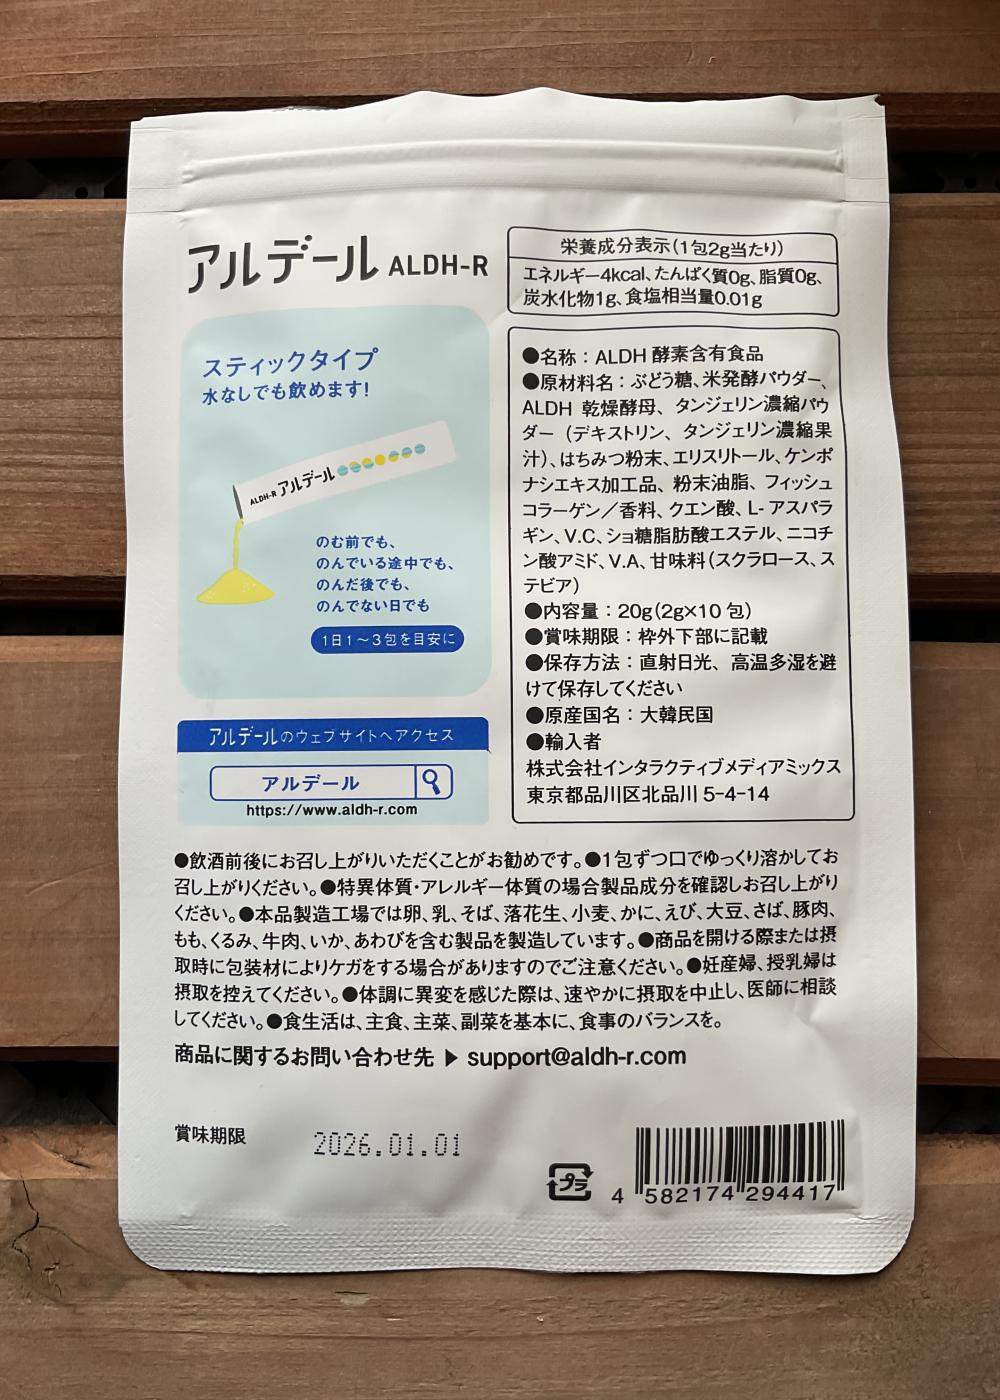 アルデール ALDH-R
スティックタイプ
水なしでも飲めます!
ALDH-R アルデール
のむ前でも、
のんでいる途中でも、
のんだ後でも、
のんでない日でも
1日1～3包を目安に
アルデールのウェブサイトへアクセス
アルデール
https://www.aldh-r.com
栄養成分表示(1包2g当たり)
エネルギー4kcal、たんぱく質0g、脂質0g、
炭水化物1g、食塩相当量0.01g
●名称：ALDH 酵素含有食品
●原材料名：ぶどう糖、米発酵パウダー、
ALDH 乾燥酵母、タンジェリン濃縮パウ
ダー（デキストリン、タンジェリン濃縮果
汁)、はちみつ粉末、エリスリトール、ケンポ
ナシエキス加工品、粉末油脂、フィッシュ
コラーゲン／香料、クエン酸、L-アスパラ
ギン、V.C、ショ糖脂肪酸エステル、ニコチ
ン酸アミド、V.A、甘味料(スクラロース、ス
テビア)
●内容量：20g(2g×10包)
●賞味期限：枠外下部に記載
●保存方法：直射日光、高温多湿を避
けて保存してください
●原産国名：大韓民国
●輸入者
株式会社インタラクティブメディアミックス
東京都品川区北品川 5-4-14
●飲酒前後にお召し上がりいただくことがお勧めです。●1包ずつ口でゆっくり溶かしてお
召し上がりください。●特異体質・アレルギー体質の場合製品成分を確認しお召し上がり
ください。●本品製造工場では卵、乳、そば、落花生、小麦、かに、えび、大豆、さば、豚肉、
もも、くるみ、牛肉、いか、あわびを含む製品を製造しています。●商品を開ける際または摂
取時に包装材によりケガをする場合がありますのでご注意ください。●妊産婦、授乳婦は
摂取を控えてください。●体調に異変を感じた際は、速やかに摂取を中止し、医師に相談
してください。●食生活は、主食、主菜、副菜を基本に、食事のバランスを。
商品に関するお問い合わせ先 ▶ support@aldh-r.com
賞味期限 2026.01.01
プラ
4 582174 294417